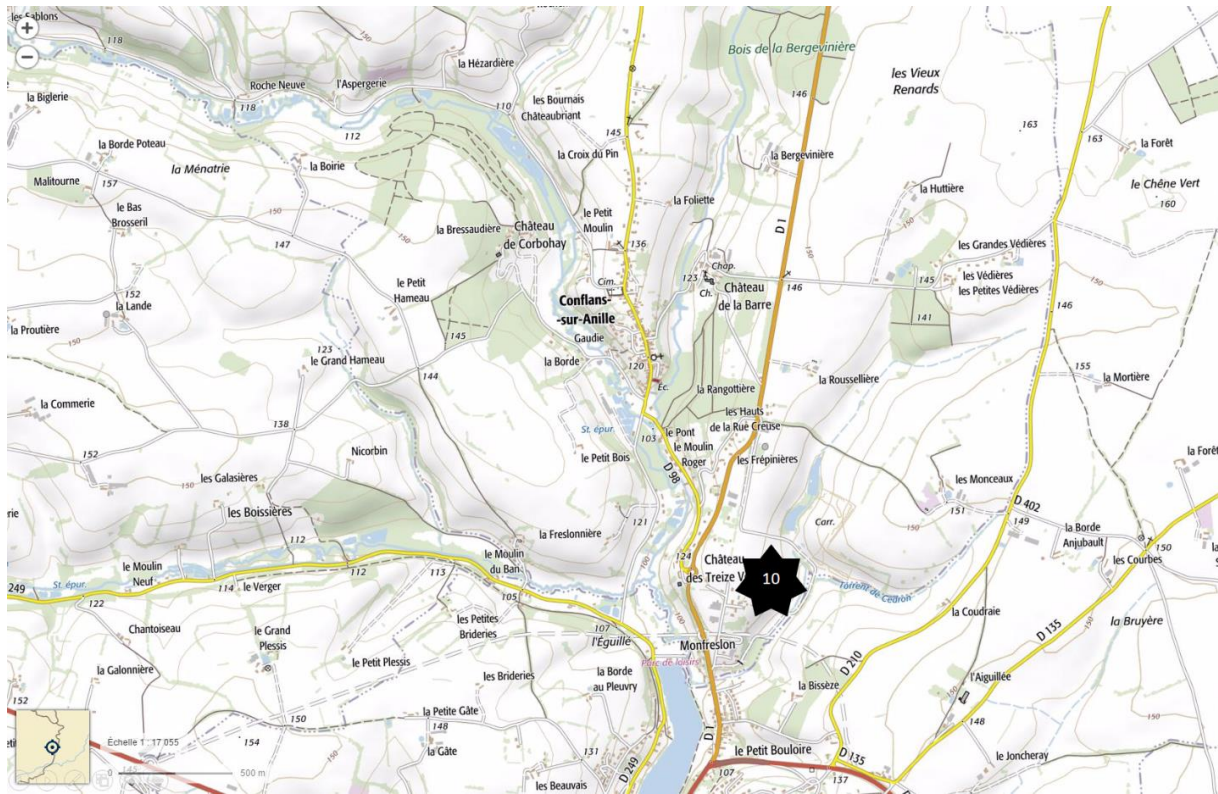 les Sablons
118
150
la Hézardière
Bois de la Bergevinière
les Vieux
Renards
146
Roche Neuve
l'Aspergerie
118
110
112
la Biglerie
les Bournais
Châteaubriant
145
163
163
la Forêt
la Borde Poteau
la Ménatrie
la Boirie
la Croix du Pin
la Bergevinière
le Chêne Vert
160
Malitourne
157
la Huttière
le Bas
Brosseril
la Foliette
D 1
150
le Petit
Moulin
la Bressaudière
Château
de Corbohay
147
136
les Grandes Védières
Chap.
123
Ch.
Château
de la Barre
146
145
les Védières
les Petites Védières
le Petit
Hameau
Cim.
152
la Lande
Conflans-
-sur-Anille
146
141
la Proutière
150
Gaudie
145
123
le Grand Hameau
la Borde
120
Éc.
la Roussellière
155
la Mortière
144
la Rangottière
la Commerie
les Hauts
de la Rue Creuse
138
St. épur.
103
le Pont
le Moulin
Roger
152
Nicorbin
le Petit Bois
D 98
les Frépinières
la Forêt
les Galasières
les Monceaux
151
D 402
les Boissières
121
Carr.
150
149
la Borde
Anjubault
112
la Freslonnière
124
150
les Courbes
le Moulin
du Ban
Château
des Treize V
10
St. épur.
249
le Moulin
Neuf
114
le Verger
112
113
105
100
Torrent de Cédron
122
la Coudraie
D 135
la Bruyère
150
Chantoiseau
le Grand
Plessis
les Petites
Brideries
107
l'Éguille
100
Monfreslon
D 210
le Petit Plessis
Parc de loisirs
la Galonnière
les Brideries
la Borde
au Pleuvry
la Bissèze
l'Aiguillée
152
150
la Petite Gâte
148
148
Échelle 1 : 17 055
154
la Gâte
131
D 1
le Petit Bouloire
D 135
le Joncheray
0
500 m
les Beauvais
D 249
107
137